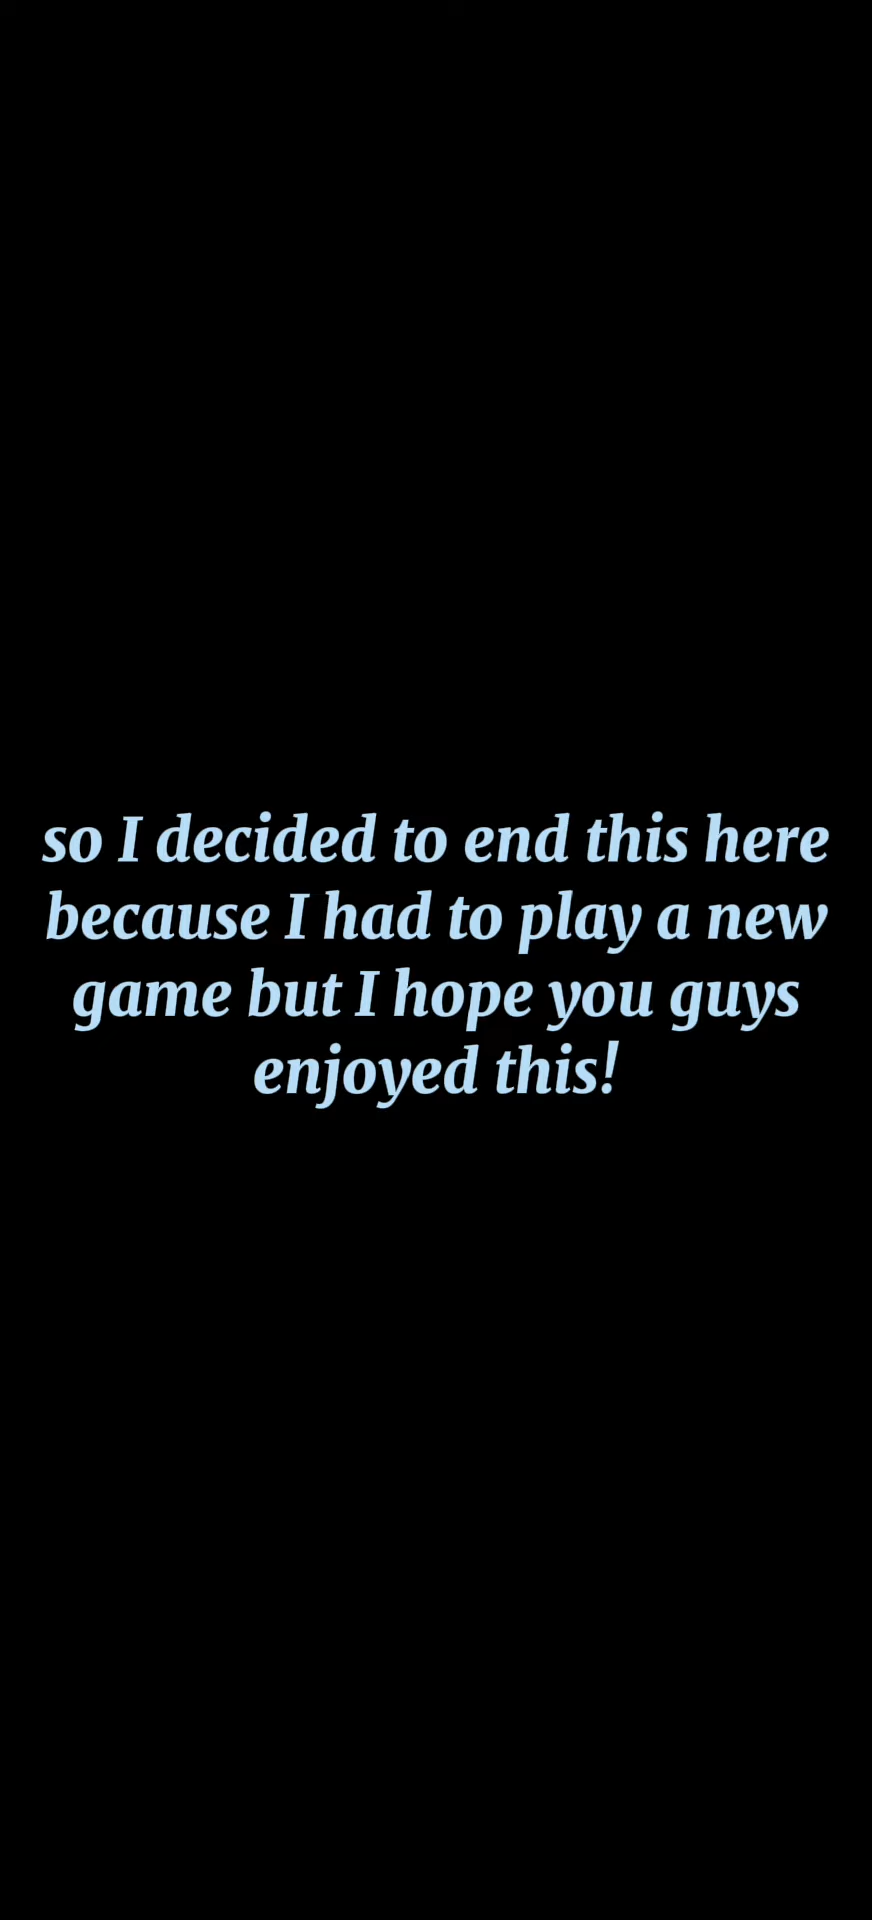 so I decided to end this here
because I had to play a new
game but I hope you guys
enjoyed this!